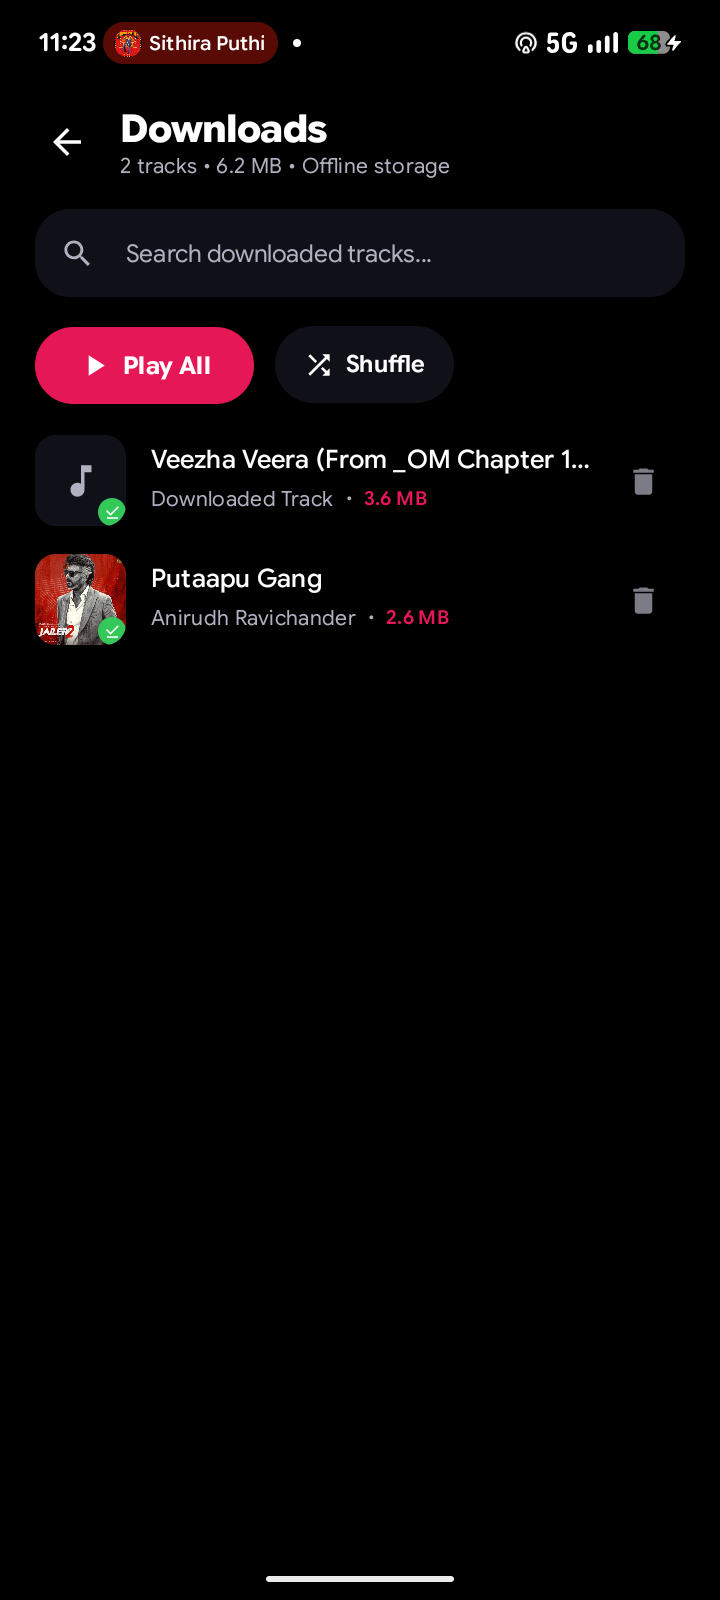 11:23 Sithira Puthi 5G 68
Downloads
2 tracks • 6.2 MB • Offline storage
Search downloaded tracks...
Play All
Shuffle
Veezha Veera (From _OM Chapter 1...
Downloaded Track • 3.6 MB
Putaapu Gang
Anirudh Ravichander • 2.6 MB
JAILER 2